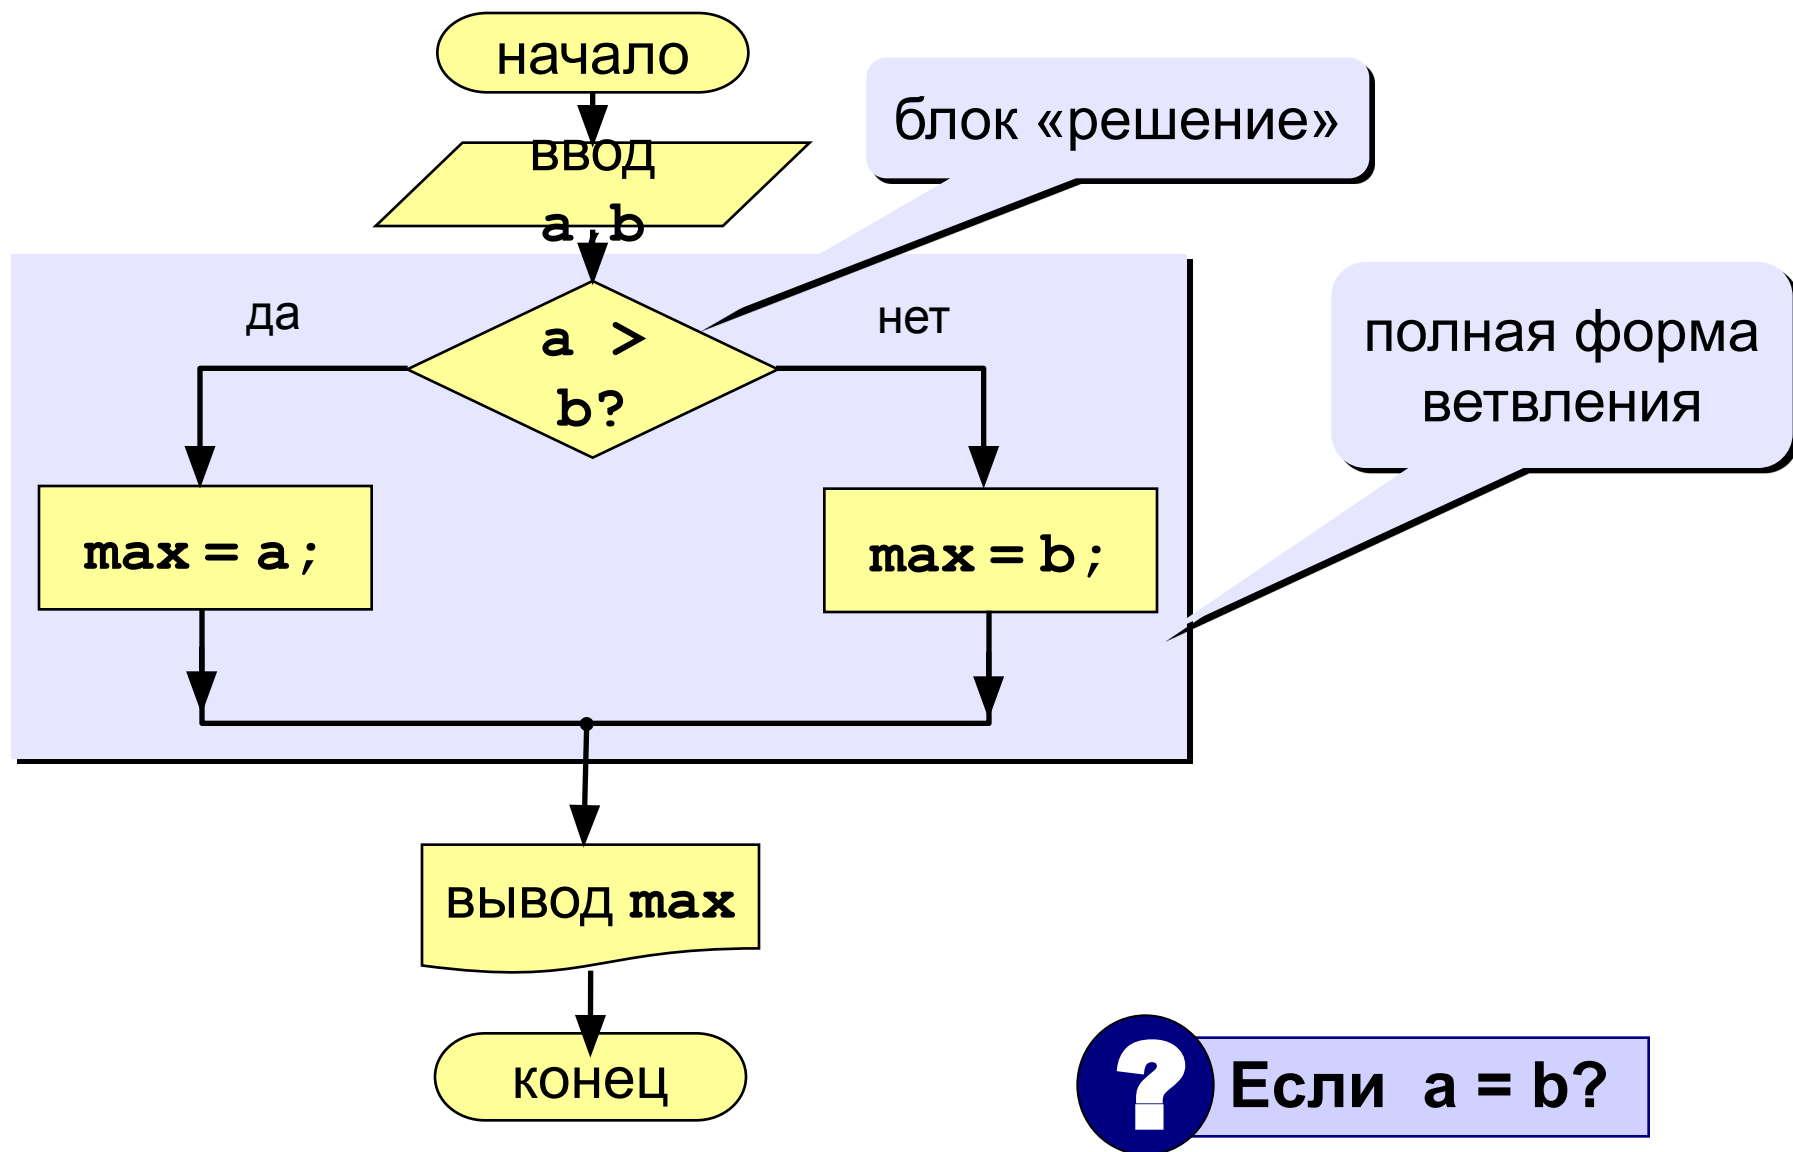 начало
блок «решение»
ввод
a,b
да
нет
a >
b?
полная форма
ветвления
max = a;
max = b;
вывод max
конец
? Если a = b?